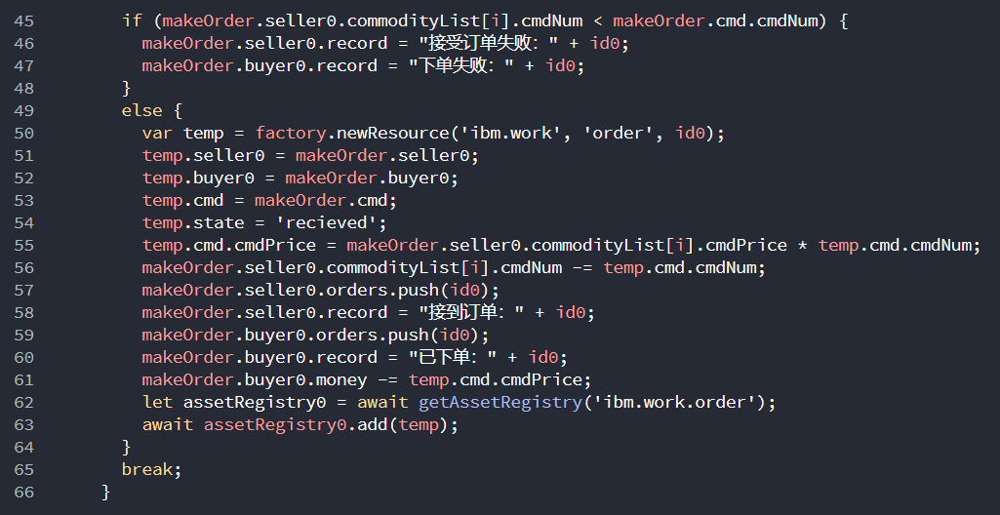 45 if (makeOrder.seller0.commodityList[i].cmdNum < makeOrder.cmd.cmdNum) {
46 makeOrder.seller0.record = "接受订单失败：" + id0;
47 makeOrder.buyer0.record = "下单失败：" + id0;
48 }
49 else {
50 var temp = factory.newResource('ibm.work', 'order', id0);
51 temp.seller0 = makeOrder.seller0;
52 temp.buyer0 = makeOrder.buyer0;
53 temp.cmd = makeOrder.cmd;
54 temp.state = 'recieved';
55 temp.cmd.cmdPrice = makeOrder.seller0.commodityList[i].cmdPrice * temp.cmd.cmdNum;
56 makeOrder.seller0.commodityList[i].cmdNum -= temp.cmd.cmdNum;
57 makeOrder.seller0.orders.push(id0);
58 makeOrder.seller0.record = "接到订单：" + id0;
59 makeOrder.buyer0.orders.push(id0);
60 makeOrder.buyer0.record = "已下单：" + id0;
61 makeOrder.buyer0.money -= temp.cmd.cmdPrice;
62 let assetRegistry0 = await getAssetRegistry('ibm.work.order');
63 await assetRegistry0.add(temp);
64 }
65 break;
66 }